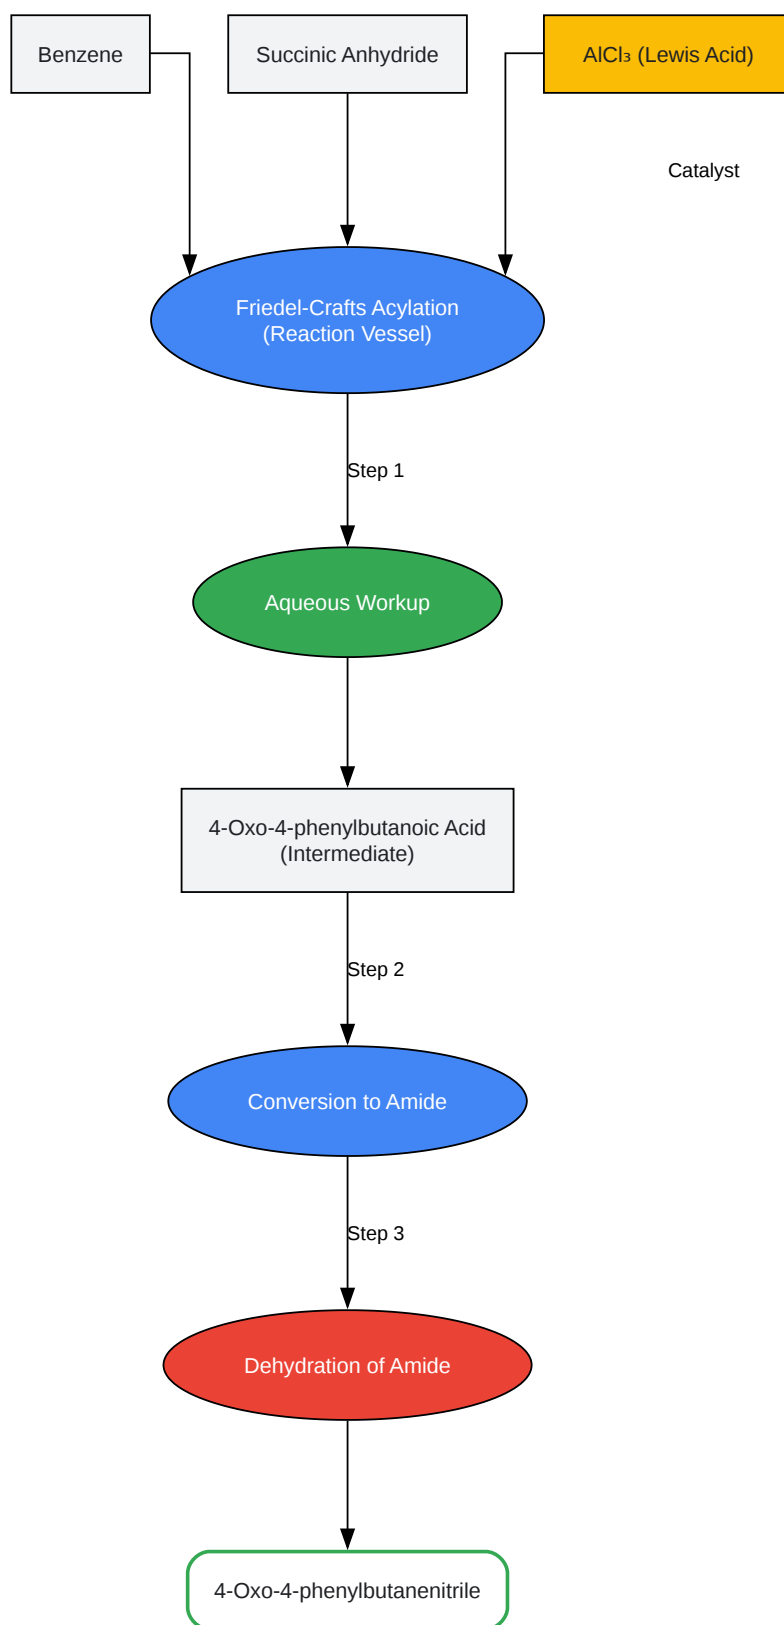 Benzene
Succinic Anhydride
AlCl₃ (Lewis Acid)
Catalyst
Friedel-Crafts Acylation
(Reaction Vessel)
Step 1
Aqueous Workup
4-Oxo-4-phenylbutanoic Acid
(Intermediate)
Step 2
Conversion to Amide
Step 3
Dehydration of Amide
4-Oxo-4-phenylbutanenitrile